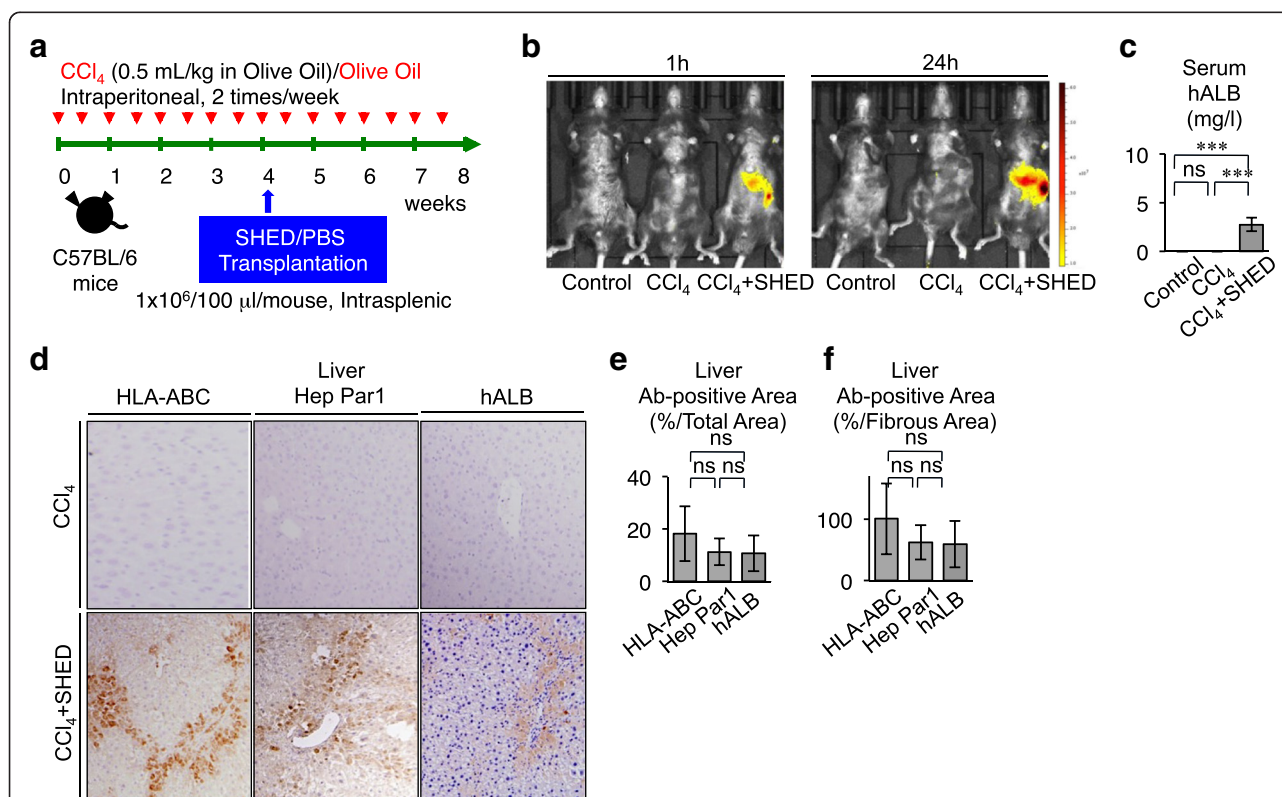 a
CCl₄ (0.5 mL/kg in Olive Oil)/Olive Oil
Intraperitoneal, 2 times/week
0 1 2 3 4 5 6 7 8
weeks
C57BL/6
mice
SHED/PBS
Transplantation
1x10⁶/100 μl/mouse, Intrasplenic
b
1h 24h
Control CCl₄ CCl₄+SHED
Control CCl₄ CCl₄+SHED
c
Serum
hALB
(mg/l)
***
ns ***
10
5
0
Control
CCl₄
CCl₄+SHED
d
Liver
HLA-ABC Hep Par1 hALB
CCl₄
CCl₄+SHED
e
Liver
Ab-positive Area
(%/Total Area)
ns
ns ns
40
20
0
HLA-ABC
Hep Par1
hALB
f
Liver
Ab-positive Area
(%/Fibrous Area)
ns
ns ns
100
0
HLA-ABC
Hep Par1
hALB